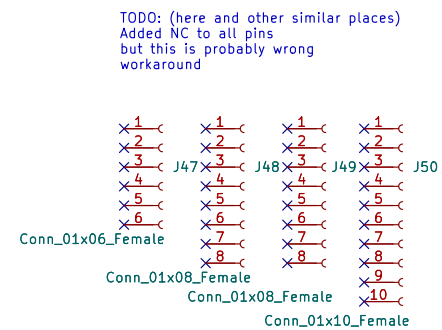 TODO: (here and other similar places)
Added NC to all pins
but this is probably wrong
workaround
1 1 1 1
2 2 2 2
3 J47 3 J48 3 J49 3 J50
4 4 4 4
5 5 5 5
6 6 6 6
Conn_01x06_Female
7 7 7
8 8 8
Conn_01x08_Female
9
Conn_01x08_Female
10
Conn_01x10_Female